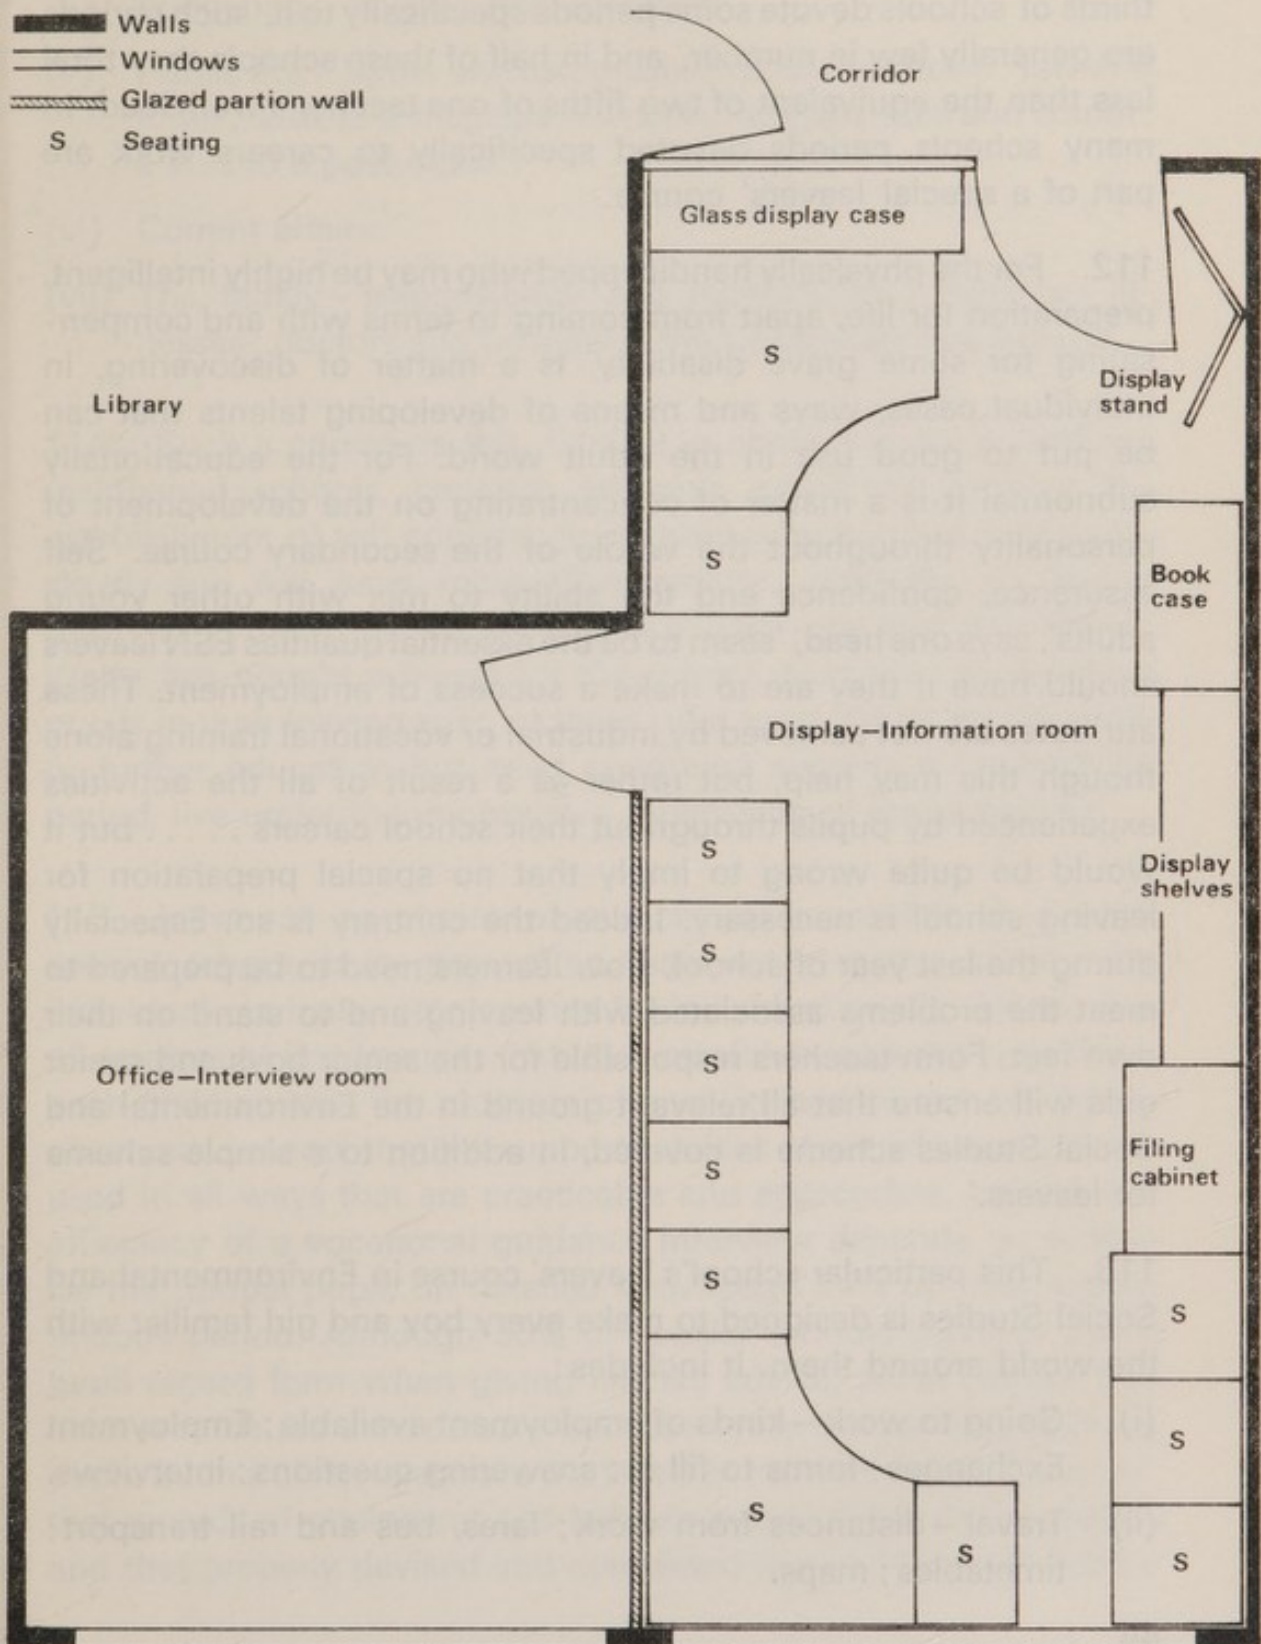 Walls
Windows
Glazed partion wall
S Seating
Corridor
Glass display case
S
Display
stand
Library
S
Book
case
Display–Information room
S
Display
shelves
S
S
Office–Interview room
S
Filing
cabinet
S
S
S
S
S
S